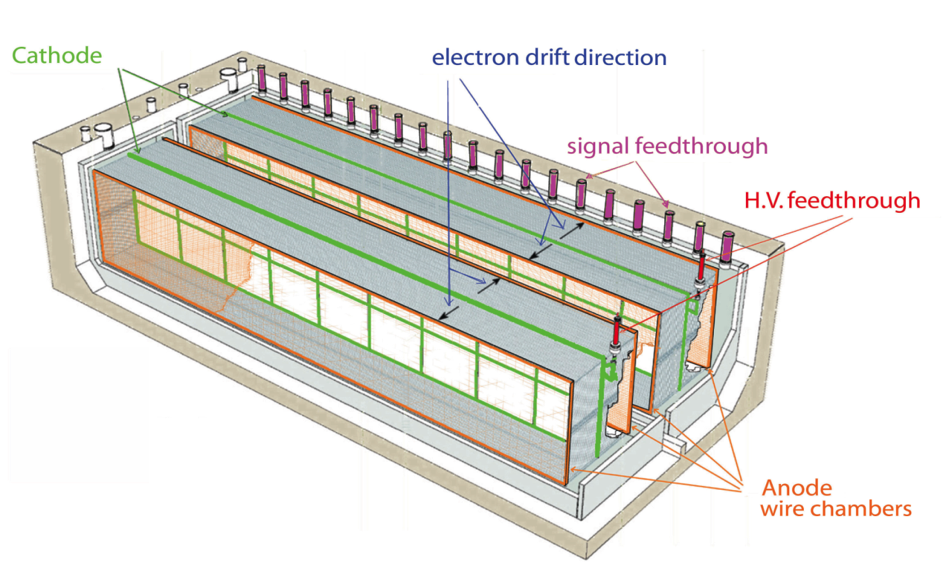 Cathode
electron drift direction
signal feedthrough
H.V. feedthrough
Anode
wire chambers